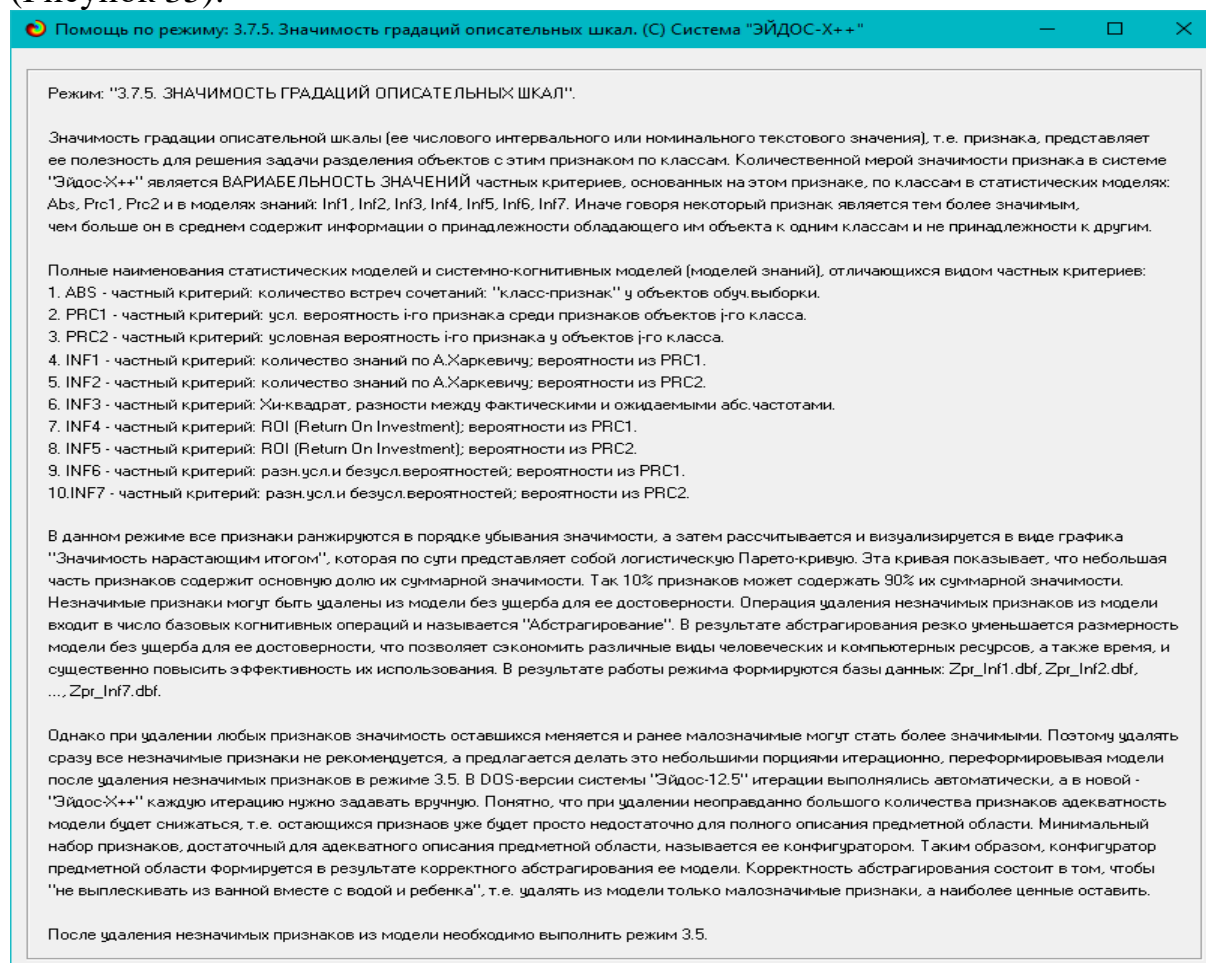 (Рисунок 35).
Помощь по режиму: 3.7.5. Значимость градаций описательных шкал. (C) Система "ЭЙДОС-X++"
Режим: "3.7.5. ЗНАЧИМОСТЬ ГРАДАЦИЙ ОПИСАТЕЛЬНЫХ ШКАЛ".
Значимость градации описательной шкалы (ее числового интервального или номинального текстового значения), т.е. признака, представляет
ее полезность для решения задачи разделения объектов с этим признаком по классам. Количественной мерой значимости признака в системе
"Эйдос-X++" является ВАРИАБЕЛЬНОСТЬ ЗНАЧЕНИЙ частных критериев, основанных на этом признаке, по классам в статистических моделях:
Abs, Prc1, Prc2 и в моделях знаний: Inf1, Inf2, Inf3, Inf4, Inf5, Inf6, Inf7. Иначе говоря некоторый признак является тем более значимым,
чем больше он в среднем содержит информации о принадлежности обладающего им объекта к одним классам и не принадлежности к другим.
Полные наименования статистических моделей и системно-когнитивных моделей (моделей знаний), отличающихся видом частных критериев:
1. ABS - частный критерий: количество встреч сочетаний: "класс-признак" у объектов обуч.выборки.
2. PRC1 - частный критерий: усл. вероятность i-го признака среди признаков объектов j-го класса.
3. PRC2 - частный критерий: условная вероятность i-го признака у объектов j-го класса.
4. INF1 - частный критерий: количество знаний по А.Харкевичу; вероятности из PRC1.
5. INF2 - частный критерий: количество знаний по А.Харкевичу; вероятности из PRC2.
6. INF3 - частный критерий: Хи-квадрат, разности между фактическими и ожидаемыми абс.частотами.
7. INF4 - частный критерий: ROI (Return On Investment); вероятности из PRC1.
8. INF5 - частный критерий: ROI (Return On Investment); вероятности из PRC2.
9. INF6 - частный критерий: разн.усл.и безусл.вероятностей; вероятности из PRC1.
10.INF7 - частный критерий: разн.усл.и безусл.вероятностей; вероятности из PRC2.
В данном режиме все признаки ранжируются в порядке убывания значимости, а затем рассчитывается и визуализируется в виде графика
"Значимость нарастающим итогом", которая по сути представляет собой логистическую Парето-кривую. Эта кривая показывает, что небольшая
часть признаков содержит основную долю их суммарной значимости. Так 10% признаков может содержать 90% их суммарной значимости.
Незначимые признаки могут быть удалены из модели без ущерба для ее достоверности. Операция удаления незначимых признаков из модели
входит в число базовых когнитивных операций и называется "Абстрагирование". В результате абстрагирования резко уменьшается размерность
модели без ущерба для ее достоверности, что позволяет сэкономить различные виды человеческих и компьютерных ресурсов, а также время, и
существенно повысить эффективность их использования. В результате работы режима формируются базы данных: Zpr_Inf1.dbf, Zpr_Inf2.dbf,
..., Zpr_Inf7.dbf.
Однако при удалении любых признаков значимость оставшихся меняется и ранее малозначимые могут стать более значимыми. Поэтому удалять
сразу все незначимые признаки не рекомендуется, а предлагается делать это небольшими порциями итерационно, переформировывая модели
после удаления незначимых признаков в режиме 3.5. В DOS-версии системы "Эйдос-12.5" итерации выполнялись автоматически, а в новой -
"Эйдос-X++" каждую итерацию нужно задавать вручную. Понятно, что при удалении неоправданно большого количества признаков адекватность
модели будет снижаться, т.е. остающихся признаов уже будет просто недостаточно для полного описания предметной области. Минимальный
набор признаков, достаточный для адекватного описания предметной области, называется ее конфигуратором. Таким образом, конфигуратор
предметной области формируется в результате корректного абстрагирования ее модели. Корректность абстрагирования состоит в том, чтобы
"не выплескивать из ванной вместе с водой и ребенка", т.е. удалять из модели только малозначимые признаки, а наиболее ценные оставить.
После удаления незначимых признаков из модели необходимо выполнить режим 3.5.